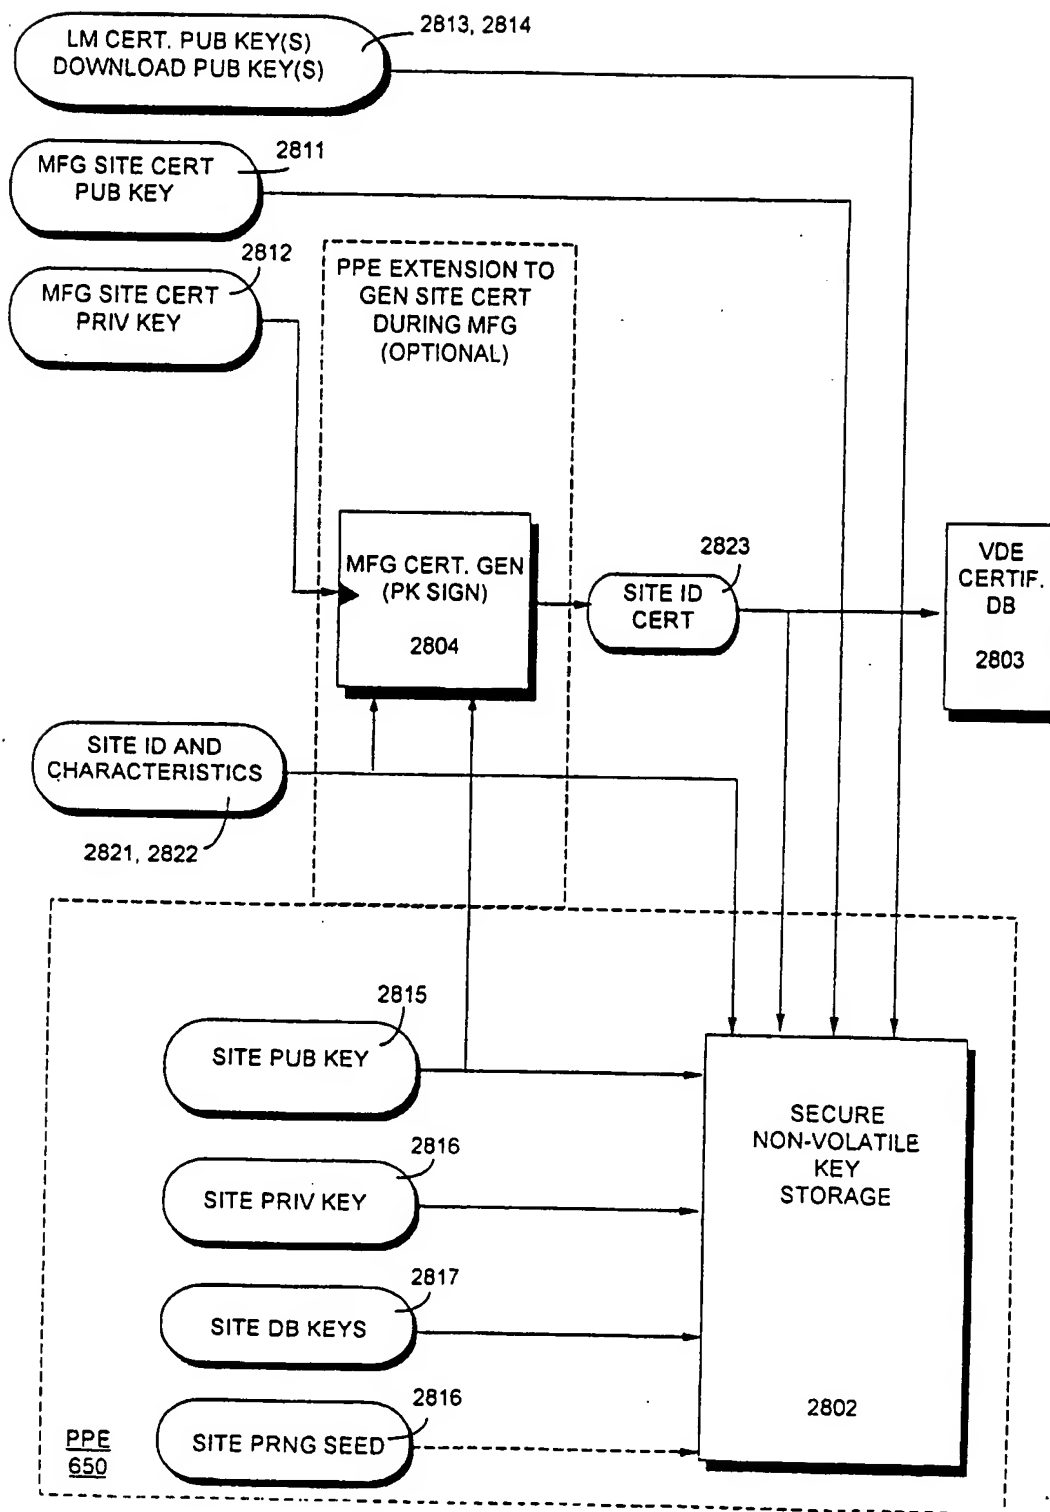 LM CERT. PUB KEY(S)
DOWNLOAD PUB KEY(S)
2813, 2814
MFG SITE CERT
PUB KEY
2811
MFG SITE CERT
PRIV KEY
2812
PPE EXTENSION TO
GEN SITE CERT
DURING MFG
(OPTIONAL)
MFG CERT. GEN
(PK SIGN)
2804
SITE ID
CERT
2823
VDE
CERTIF.
DB
2803
SITE ID AND
CHARACTERISTICS
2821, 2822
SITE PUB KEY
2815
SITE PRIV KEY
2816
SITE DB KEYS
2817
SITE PRNG SEED
2816
SECURE
NON-VOLATILE
KEY
STORAGE
2802
PPE
650